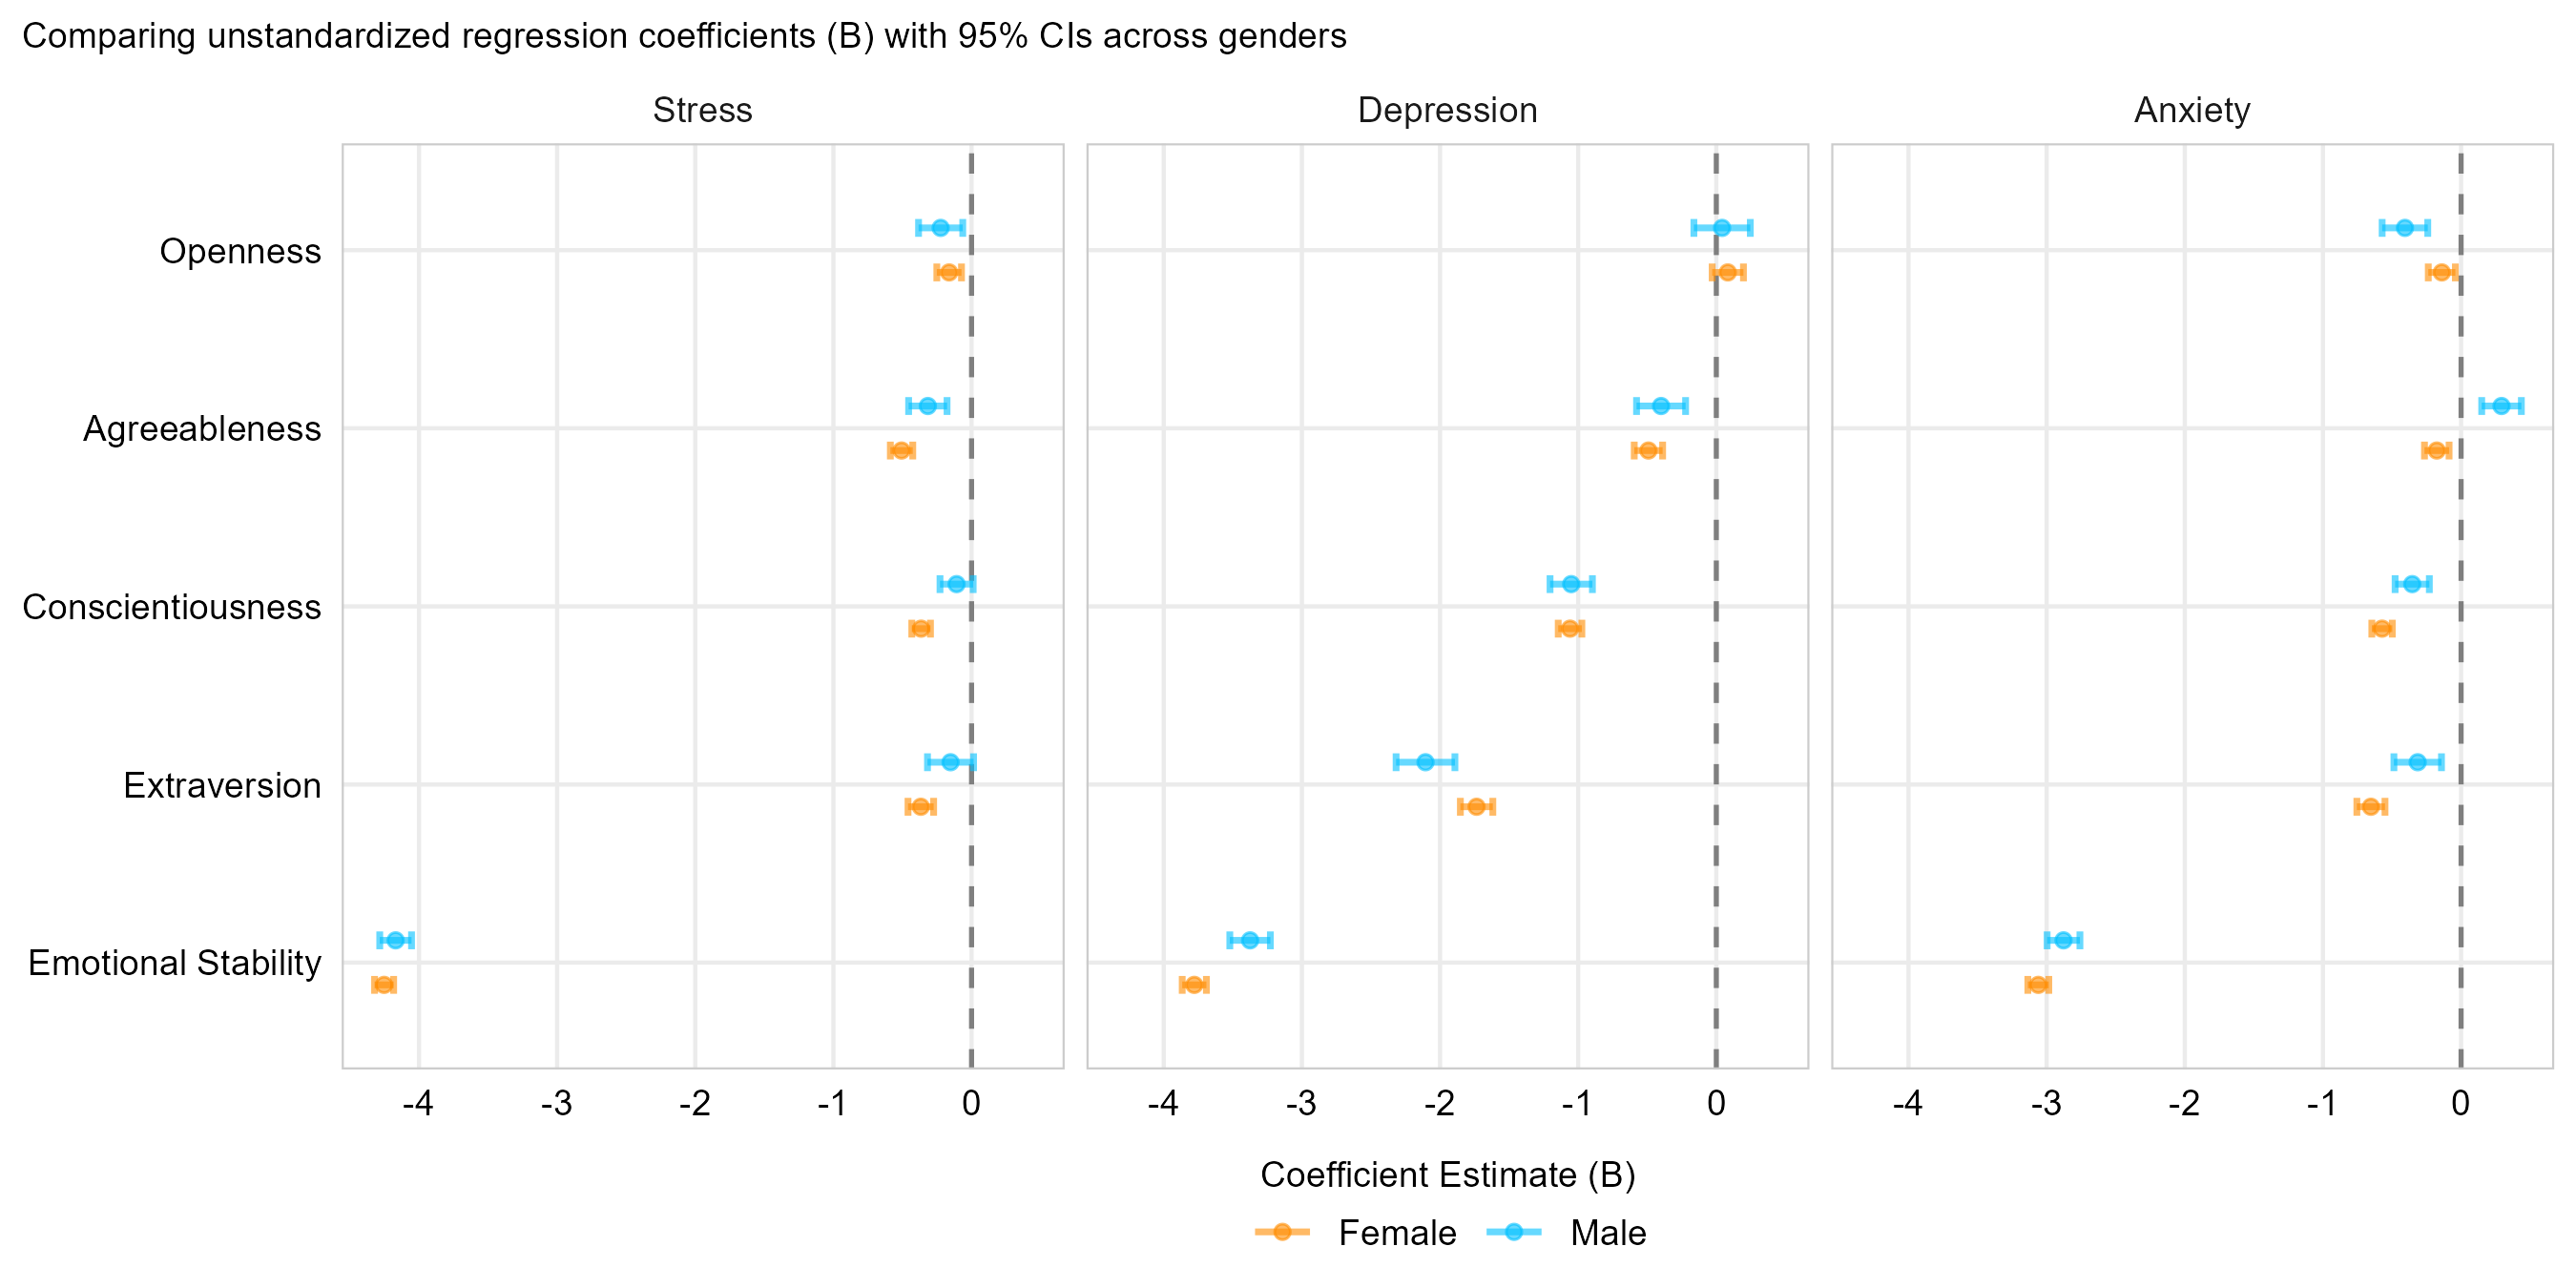 Comparing unstandardized regression coefficients (B) with 95% CIs across genders
Stress Depression Anxiety
Openness
Agreeableness
Conscientiousness
Extraversion
Emotional Stability
-4 -3 -2 -1 0 -4 -3 -2 -1 0 -4 -3 -2 -1 0
Coefficient Estimate (B)
Female Male